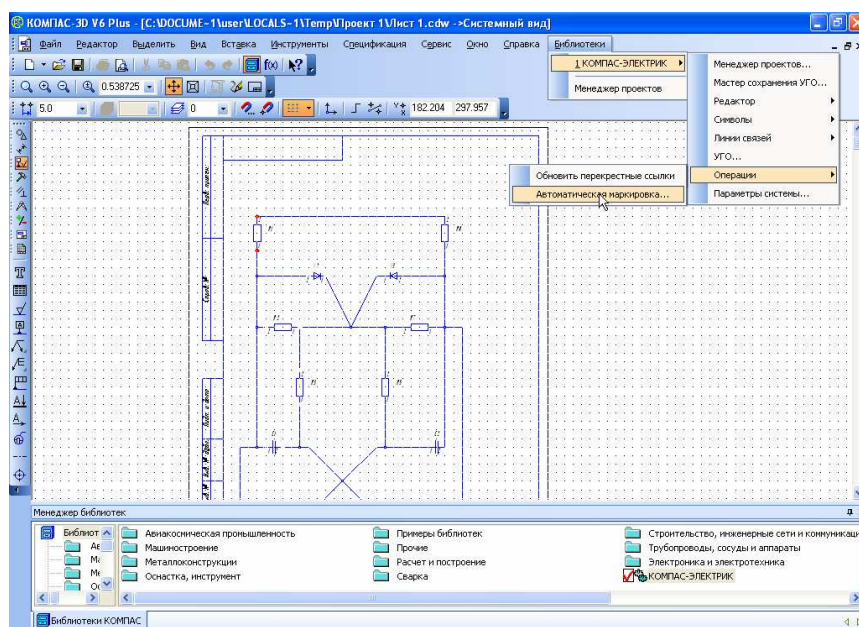 КОМПАС-3D V6 Plus - [C:\DOCUME~1\user\LOCALS~1\Temp\Проект 1\Лист 1.cdw ->Системный вид]
Файл Редактор Выделить Вид Вставка Инструменты Спецификация Сервис Окно Справка Библиотеки
1 КОМПАС-ЭЛЕКТРИК
Менеджер проектов
Менеджер проектов...
Мастер сохранения УГО...
Редактор
Символы
Линии связей
УГО...
Операции
Параметры системы...
Обновить перекрестные ссылки
Автоматическая маркировка...
0.538725
f(x)
5.0 0 182.204 297.957
Менеджер библиотек
Библиот
Авиакосмическая промышленность
Машиностроение
Металлоконструкции
Оснастка, инструмент
Примеры библиотек
Прочие
Расчет и построение
Сварка
Строительство, инженерные сети и коммуникац
Трубопроводы, сосуды и аппараты
Электроника и электротехника
КОМПАС-ЭЛЕКТРИК
Библиотеки КОМПАС